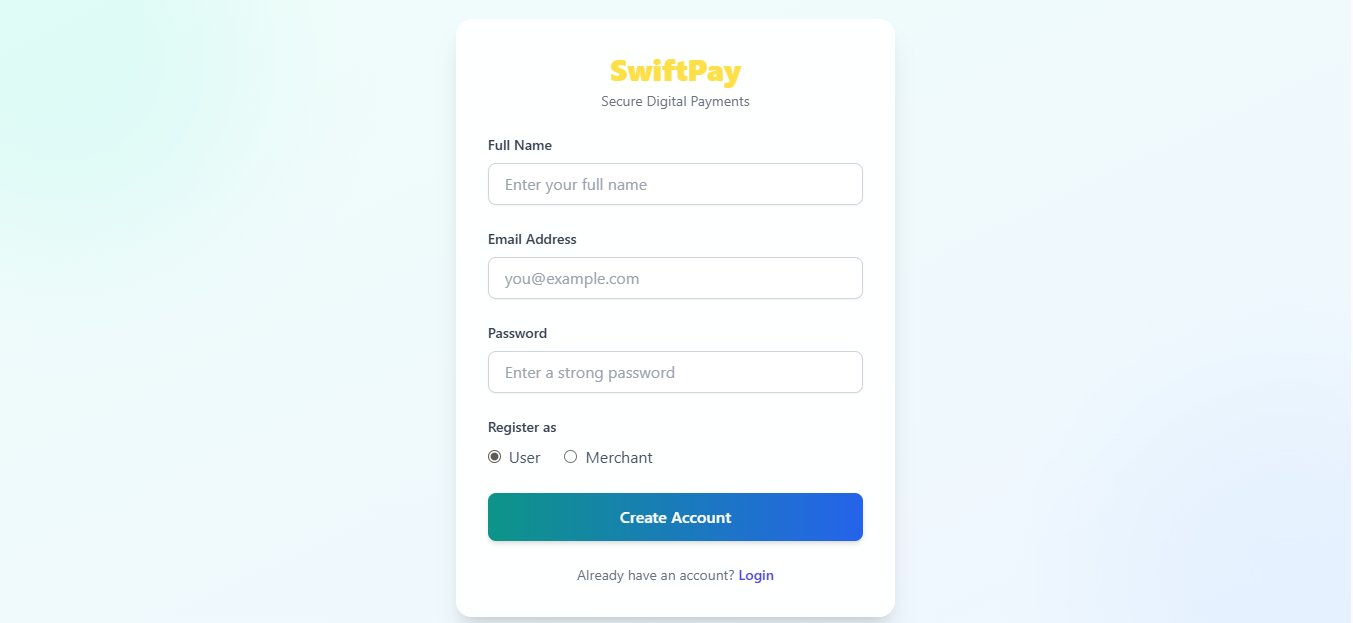 SwiftPay
Secure Digital Payments
Full Name
Enter your full name
Email Address
you@example.com
Password
Enter a strong password
Register as
User Merchant
Create Account
Already have an account? Login